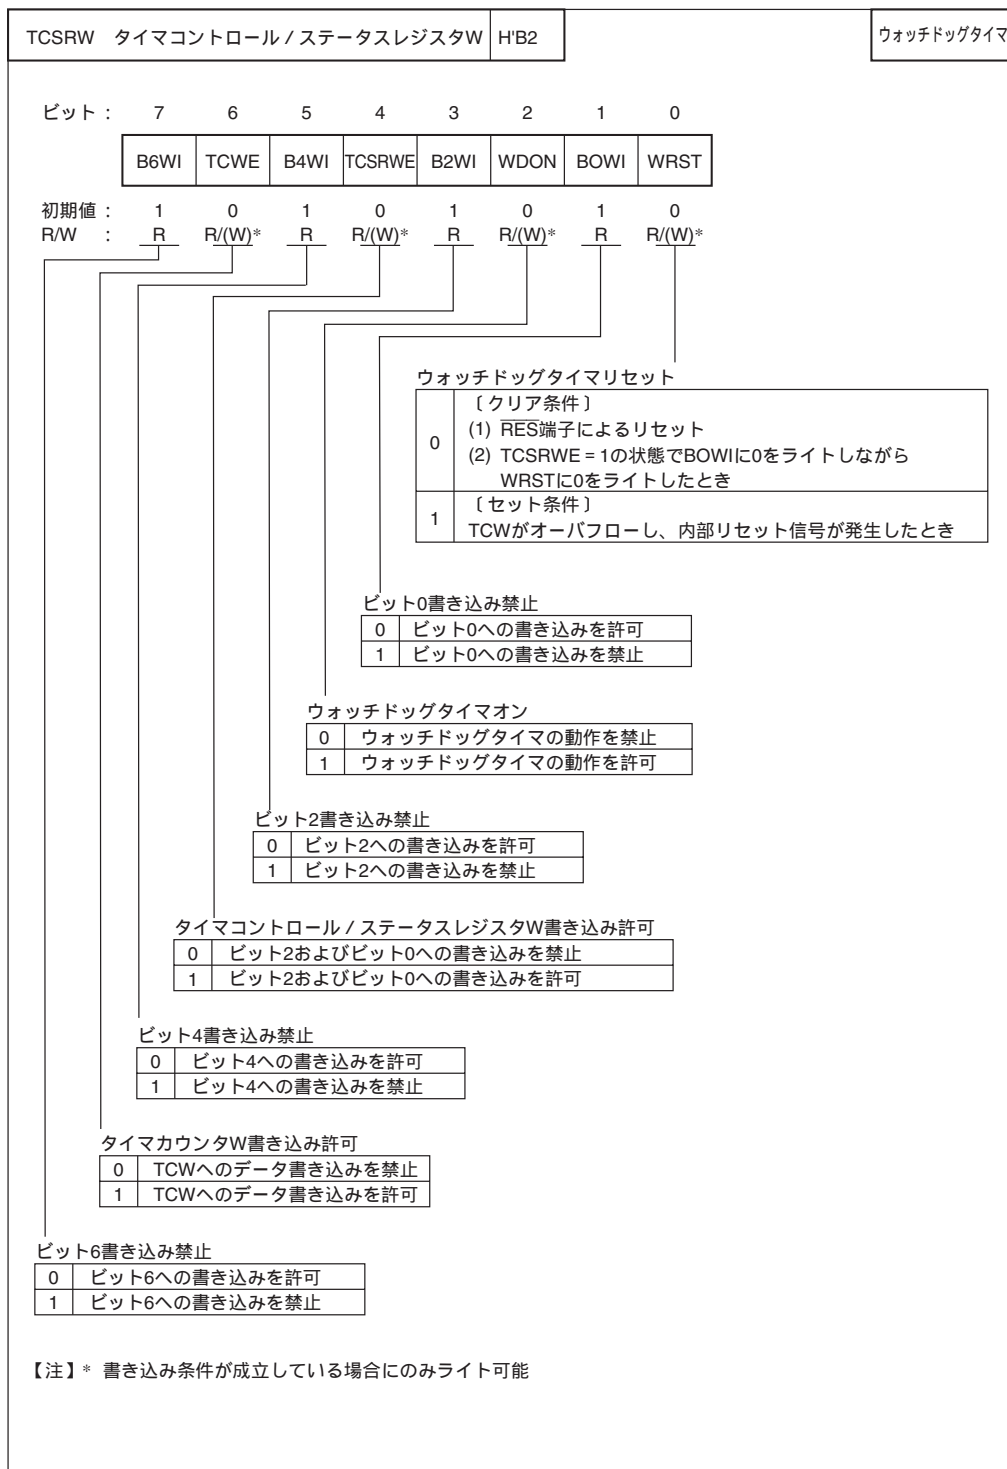 TCSRW タイマコントロール / ステータスレジスタW H'B2 ウォッチドッグタイマ
ビット : 7 6 5 4 3 2 1 0
B6WI TCWE B4WI TCSRWE B2WI WDON BOWI WRST
初期値 : 1 0 1 0 1 0 1 0
R/W : R R/(W)* R R/(W)* R R/(W)* R R/(W)*
ウォッチドッグタイマリセット
0 〔クリア条件〕
(1) RES端子によるリセット
(2) TCSRWE = 1の状態でBOWIに0をライトしながら
WRSTに0をライトしたとき
1 〔セット条件〕
TCWがオーバフローし、内部リセット信号が発生したとき
ビット0書き込み禁止
0 ビット0への書き込みを許可
1 ビット0への書き込みを禁止
ウォッチドッグタイマオン
0 ウォッチドッグタイマの動作を禁止
1 ウォッチドッグタイマの動作を許可
ビット2書き込み禁止
0 ビット2への書き込みを許可
1 ビット2への書き込みを禁止
タイマコントロール / ステータスレジスタW書き込み許可
0 ビット2およびビット0への書き込みを禁止
1 ビット2およびビット0への書き込みを許可
ビット4書き込み禁止
0 ビット4への書き込みを許可
1 ビット4への書き込みを禁止
タイマカウンタW書き込み許可
0 TCWへのデータ書き込みを禁止
1 TCWへのデータ書き込みを許可
ビット6書き込み禁止
0 ビット6への書き込みを許可
1 ビット6への書き込みを禁止
【注】* 書き込み条件が成立している場合にのみライト可能